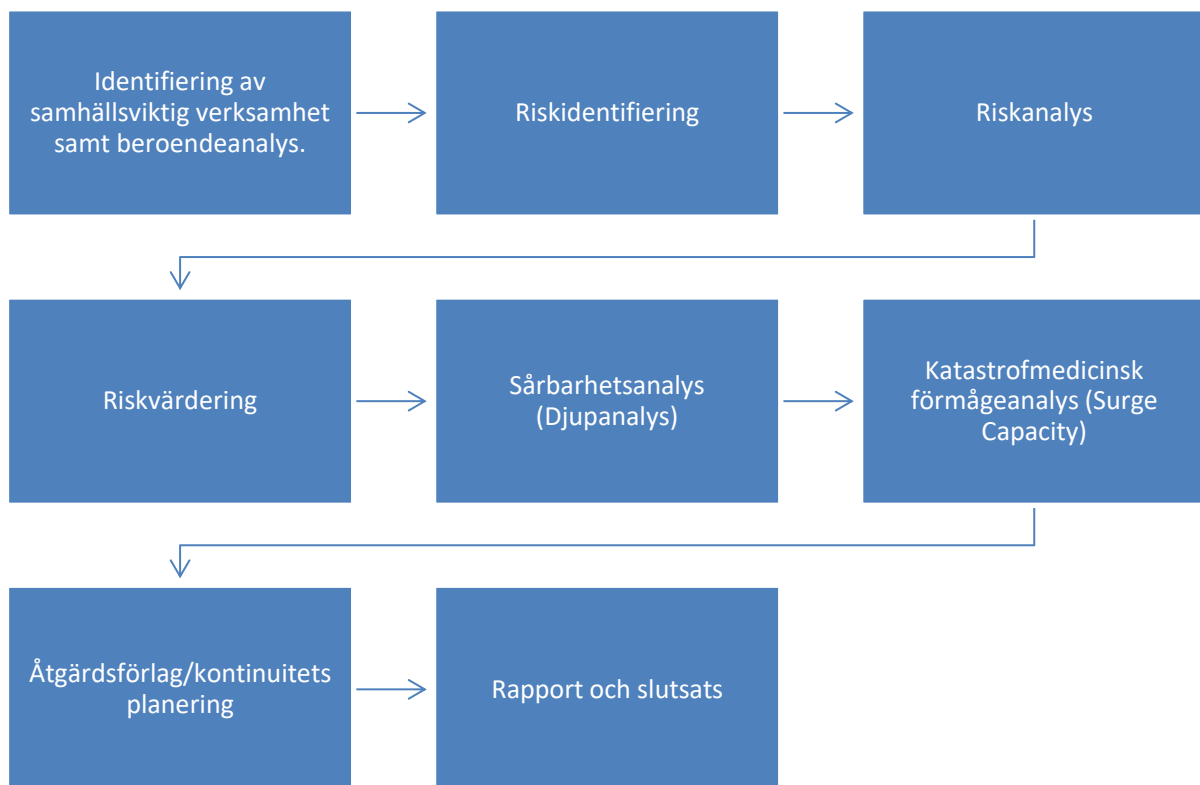 Identifiering av
samhällsviktig verksamhet
samt beroendeanalys.
Riskidentifiering
Riskanalys
Riskvärdering
Sårbarhetsanalys
(Djupanalys)
Katastrofmedicinsk
förmågeanalys (Surge
Capacity)
Åtgärdsförlag/kontinuitets
planering
Rapport och slutsats